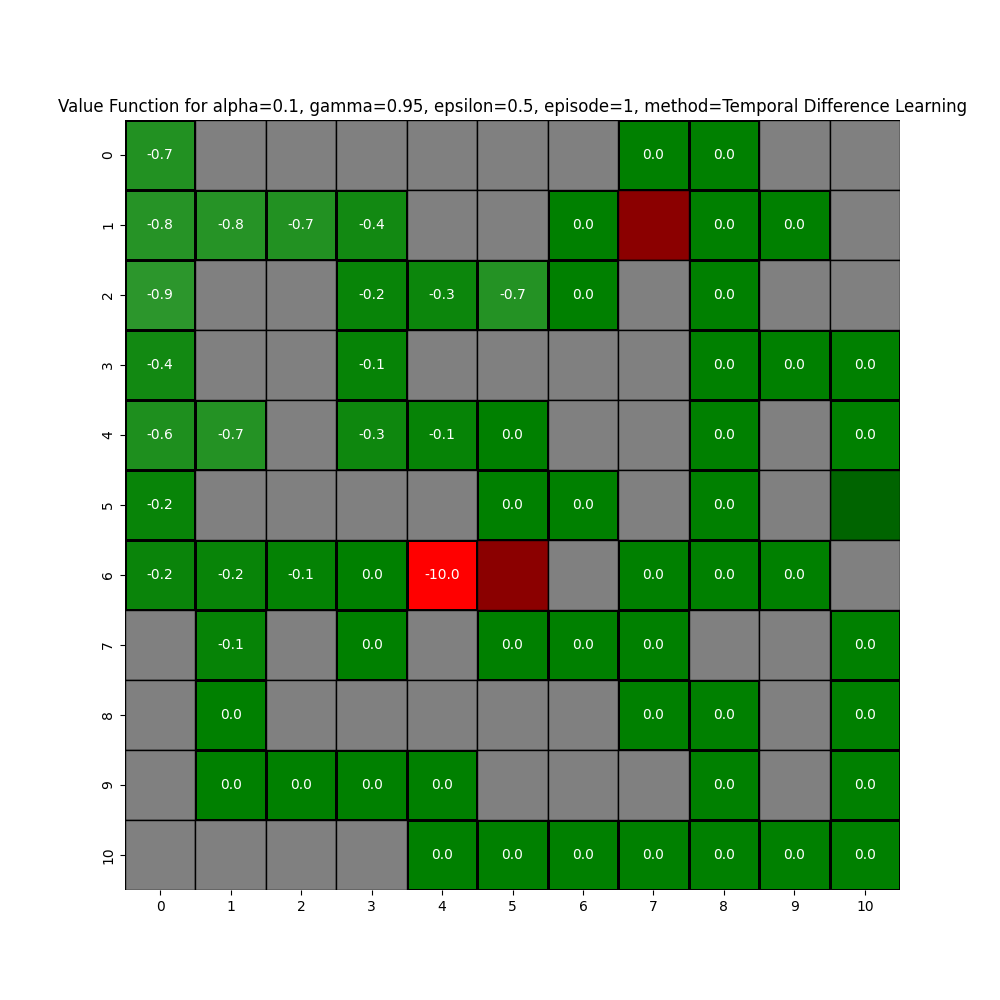 Value Function for alpha=0.1, gamma=0.95, epsilon=0.5, episode=1, method=Temporal Difference Learning
0 -0.7 0.0 0.0
1 -0.8 -0.8 -0.7 -0.4 0.0 0.0 0.0
2 -0.9 -0.2 -0.3 -0.7 0.0 0.0
3 -0.4 -0.1 0.0 0.0 0.0
4 -0.6 -0.7 -0.3 -0.1 0.0 0.0 0.0
5 -0.2 0.0 0.0 0.0
6 -0.2 -0.2 -0.1 0.0 -10.0 0.0 0.0 0.0
7 -0.1 0.0 0.0 0.0 0.0 0.0
8 0.0 0.0 0.0 0.0
9 0.0 0.0 0.0 0.0 0.0 0.0
10 0.0 0.0 0.0 0.0 0.0 0.0 0.0
0 1 2 3 4 5 6 7 8 9 10